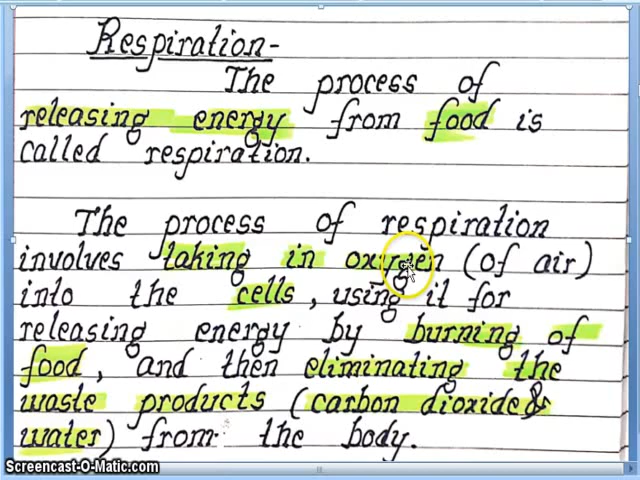 Respiration-
The process of
releasing energy from food is
called respiration.
The process of respiration
involves taking in oxygen (of air)
into the cells, using it for
releasing energy by burning of
food, and then eliminating the
waste products (carbon dioxide &
water) from the body.
Screencast-O-Matic.com